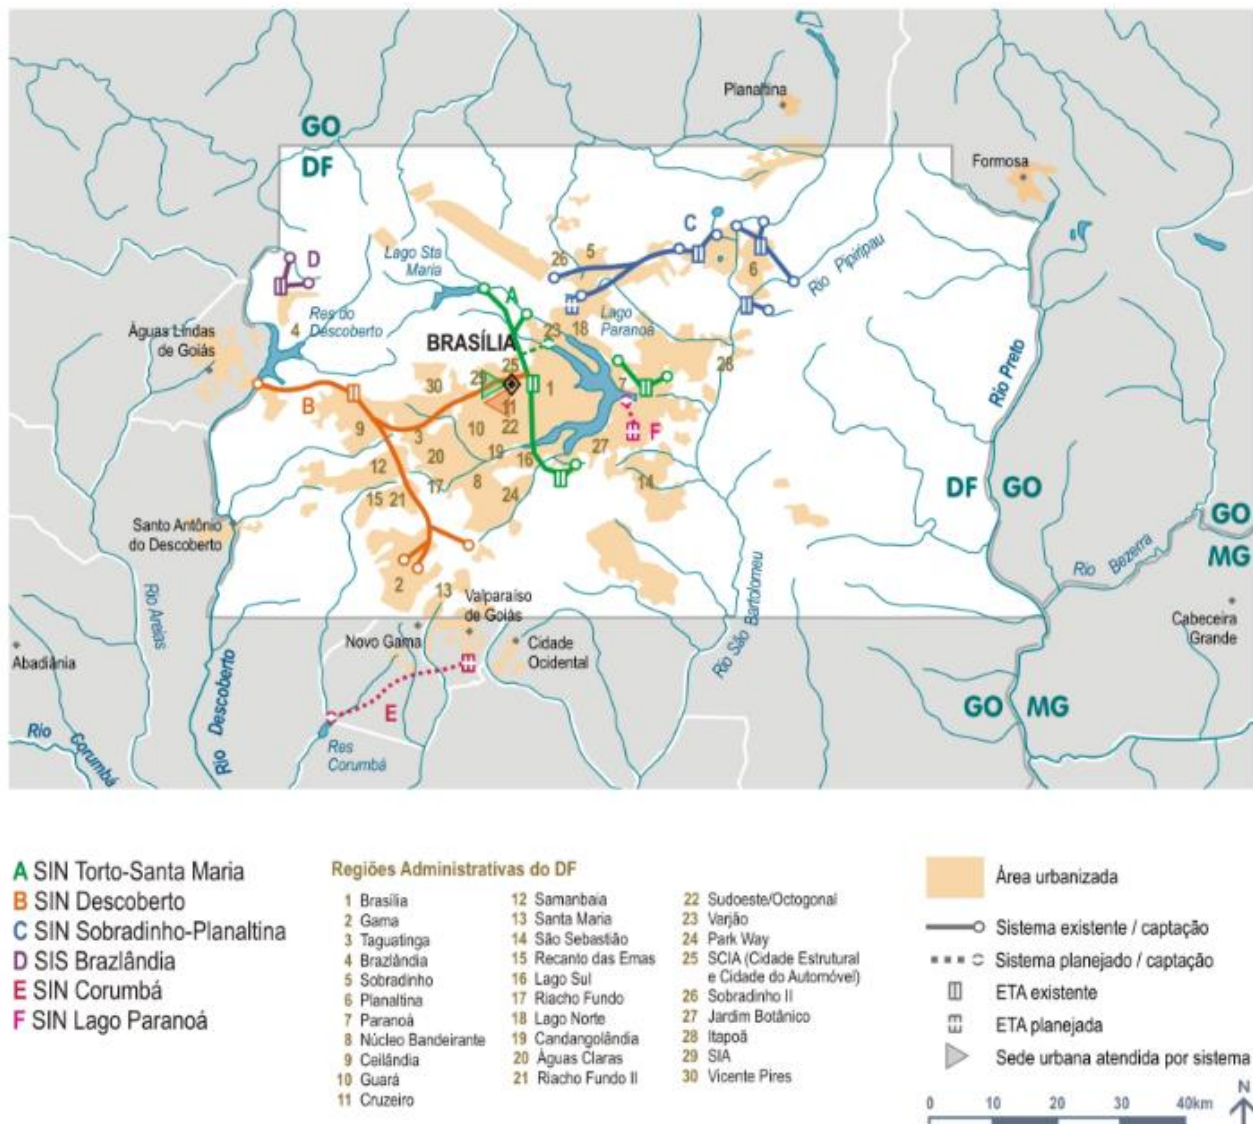 Planaltina
GO
DF
Formosa
C
26
5
6
Rio Pipiripau
D
Lago Sta
Maria
A
Res do
Descoberto
4
Águas Lindas
de Goiás
Lago
Paranoá
23
18
BRASÍLIA
25
28
Rio Preto
30
29
1
7
B
11
9
3
10
22
F
27
19
16
12
20
8
14
17
15
21
24
DF
GO
GO
MG
Santo Antônio
do Descoberto
Rio Bezerra
2
13
Valparaíso
de Goiás
Rio São Bartolomeu
Rio Areias
Novo Gama
Cidade
Ocidental
Cabeceira
Grande
Abadiânia
Rio Descoberto
E
GO
MG
Rio Corumbá
Res
Corumbá
A SIN Torto-Santa Maria
B SIN Descoberto
C SIN Sobradinho-Planaltina
D SIS Brazlândia
E SIN Corumbá
F SIN Lago Paranoá
Regiões Administrativas do DF
1 Brasília
2 Gama
3 Taguatinga
4 Brazlândia
5 Sobradinho
6 Planaltina
7 Paranoá
8 Núcleo Bandeirante
9 Ceilândia
10 Guará
11 Cruzeiro
12 Samambaia
13 Santa Maria
14 São Sebastião
15 Recanto das Emas
16 Lago Sul
17 Riacho Fundo
18 Lago Norte
19 Candangolândia
20 Águas Claras
21 Riacho Fundo II
22 Sudoeste/Octogonal
23 Varjão
24 Park Way
25 SCIA (Cidade Estrutural
e Cidade do Automóvel)
26 Sobradinho II
27 Jardim Botânico
28 Itapoã
29 SIA
30 Vicente Pires
Área urbanizada
Sistema existente / captação
Sistema planejado / captação
ETA existente
ETA planejada
Sede urbana atendida por sistema
N
0 10 20 30 40km